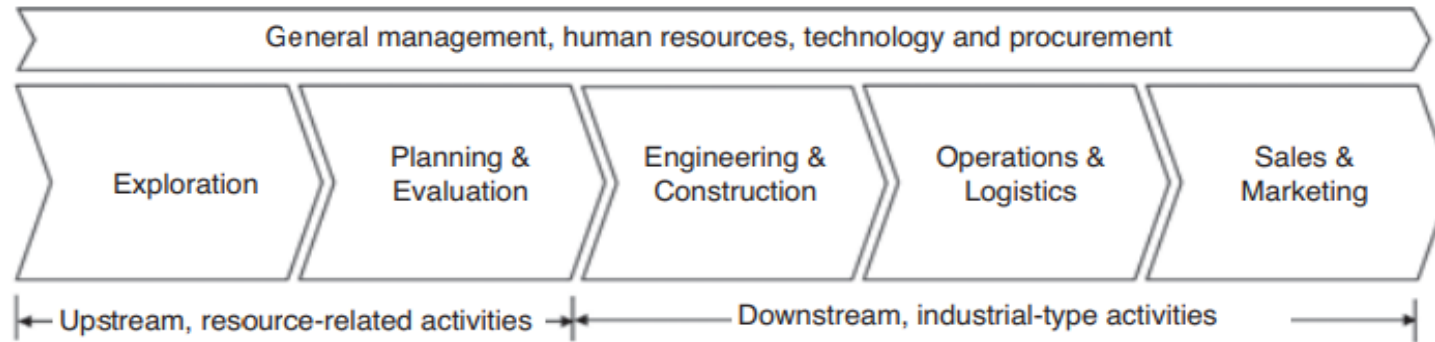 General management, human resources, technology and procurement
Exploration
Planning &
Evaluation
Engineering &
Construction
Operations &
Logistics
Sales &
Marketing
Upstream, resource-related activities
Downstream, industrial-type activities